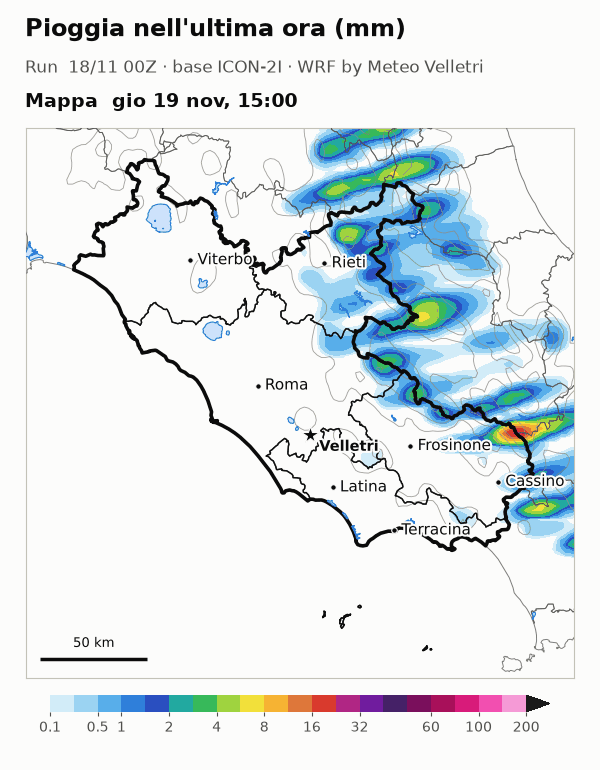 Pioggia nell'ultima ora (mm)
Run  18/11 00Z · base ICON-2I · WRF by Meteo Velletri
Mappa  gio 19 nov, 15:00
Viterbo
Rieti
Roma
Velletri
Frosinone
Latina
Cassino
Terracina
50 km
0.1 0.5 1 2 4 8 16 32 60 100 200